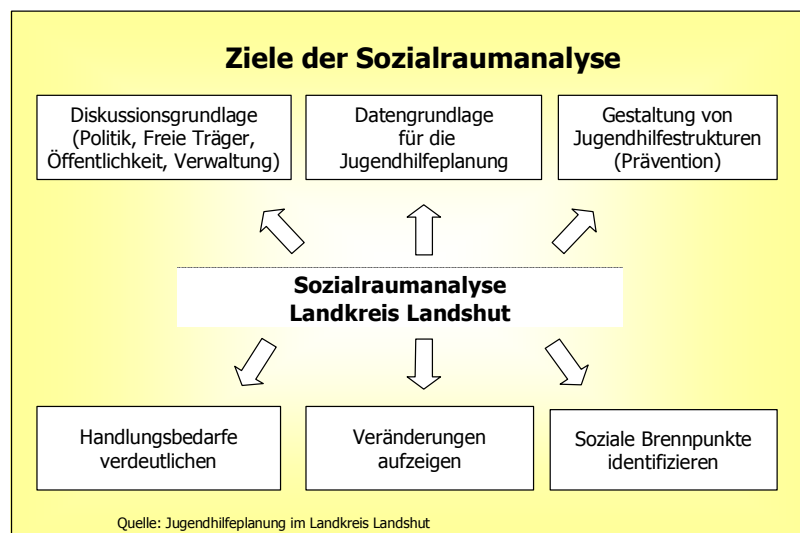 Ziele der Sozialraumanalyse
Diskussionsgrundlage
(Politik, Freie Träger,
Öffentlichkeit, Verwaltung)
Datengrundlage
für die
Jugendhilfeplanung
Gestaltung von
Jugendhilfestrukturen
(Prävention)
Sozialraumanalyse
Landkreis Landshut
Handlungsbedarfe
verdeutlichen
Veränderungen
aufzeigen
Soziale Brennpunkte
identifizieren
Quelle: Jugendhilfeplanung im Landkreis Landshut